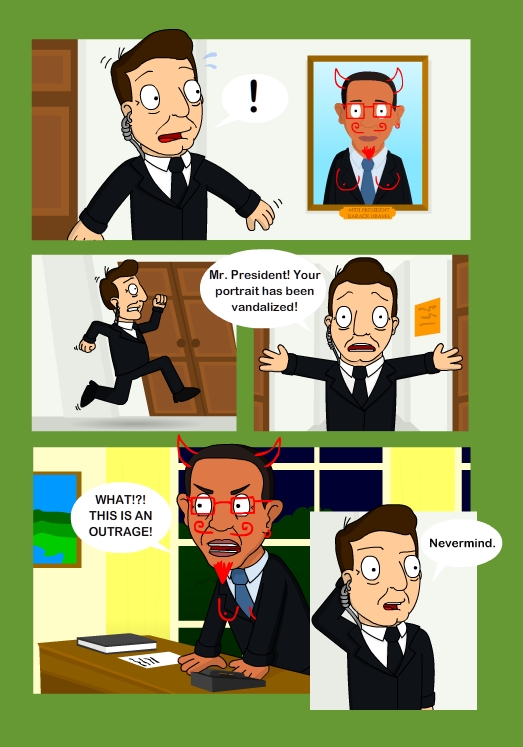 !
Mr. President! Your
portrait has been
vandalized!
WHAT!?!
THIS IS AN
OUTRAGE!
Nevermind.